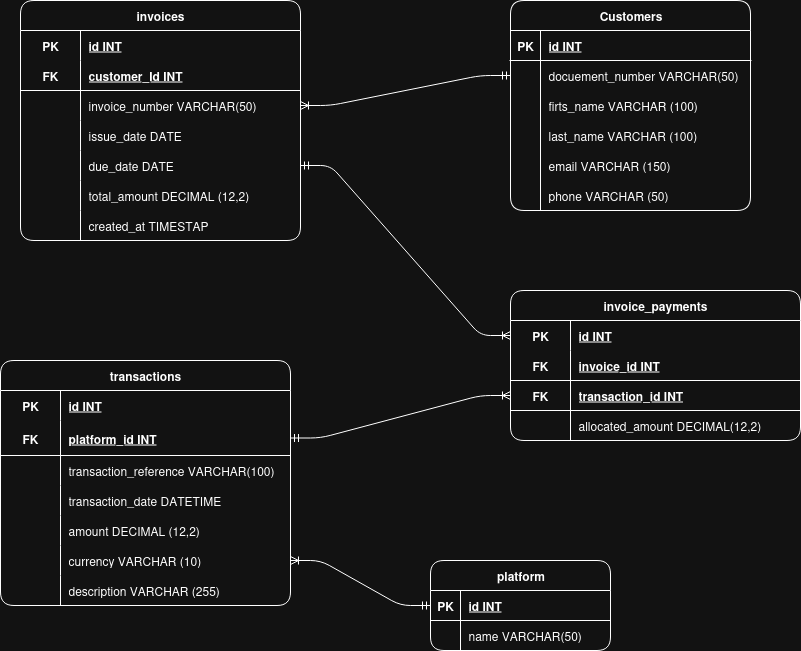 invoices
PK id INT
FK customer_Id INT
invoice_number VARCHAR(50)
issue_date DATE
due_date DATE
total_amount DECIMAL (12,2)
created_at TIMESTAP
Customers
PK id INT
docuement_number VARCHAR(50)
firts_name VARCHAR (100)
last_name VARCHAR (100)
email VARCHAR (150)
phone VARCHAR (50)
invoice_payments
PK id INT
FK invoice_id INT
FK transaction_id INT
allocated_amount DECIMAL(12,2)
transactions
PK id INT
FK platform_id INT
transaction_reference VARCHAR(100)
transaction_date DATETIME
amount DECIMAL (12,2)
currency VARCHAR (10)
description VARCHAR (255)
platform
PK id INT
name VARCHAR(50)